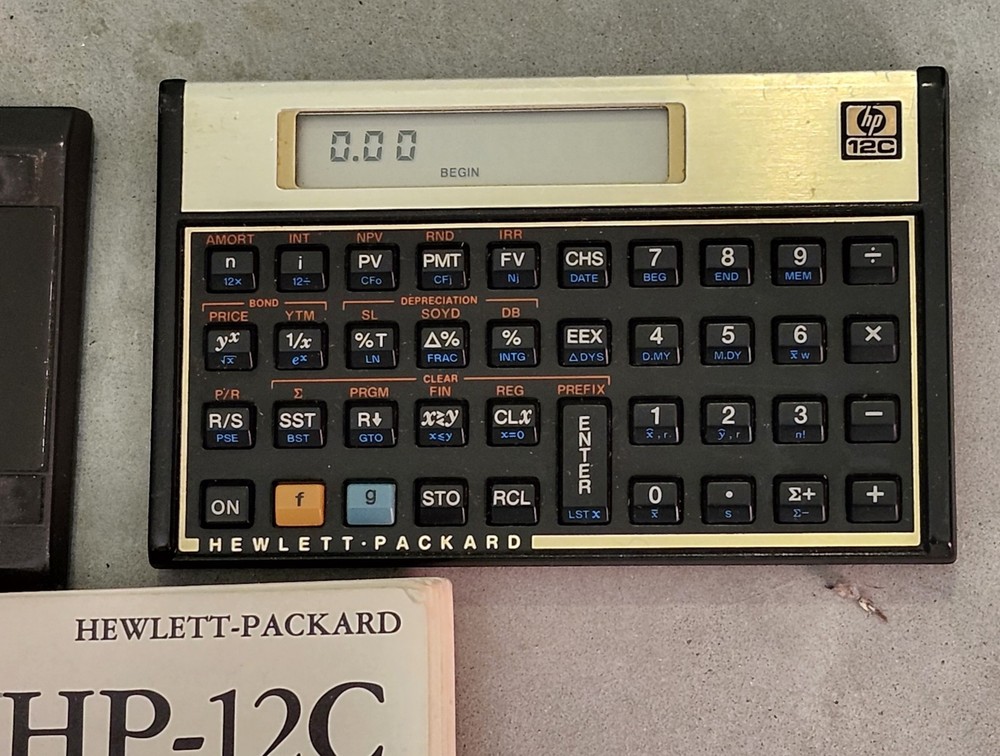 0.00
BEGIN
hp
12C
AMORT INT NPV RND IRR
n i PV PMT FV CHS 7 8 9 ÷
12× 12÷ CFo CFj Nj DATE BEG END MEM
BOND DEPRECIATION
PRICE YTM SL SOYD DB
yˣ 1/x %T Δ% % EEX 4 5 6 ×
√x eˣ LN FRAC INTG ΔDYS D.MY M.DY x̅w
CLEAR
P/R Σ PRGM FIN REG PREFIX
R/S SST R↓ x≷y CLx ENTER 1 2 3 −
PSE BST GTO x≤y x=0 x̂,r ŷ,r n!
ON f g STO RCL 0 • Σ+ +
LST x x̅ s Σ−
HEWLETT·PACKARD
HEWLETT-PACKARD
HP-12C